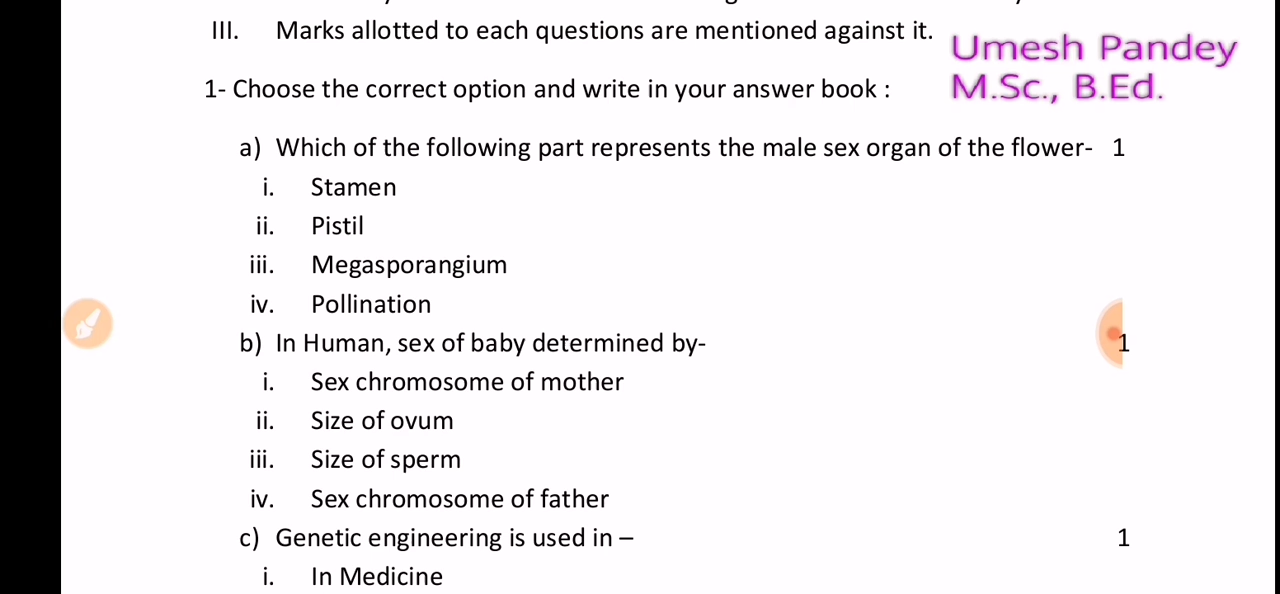 III. Marks allotted to each questions are mentioned against it.
Umesh Pandey
M.Sc., B.Ed.
1- Choose the correct option and write in your answer book :
a) Which of the following part represents the male sex organ of the flower- 1
i. Stamen
ii. Pistil
iii. Megasporangium
iv. Pollination
b) In Human, sex of baby determined by- 1
i. Sex chromosome of mother
ii. Size of ovum
iii. Size of sperm
iv. Sex chromosome of father
c) Genetic engineering is used in – 1
i. In Medicine